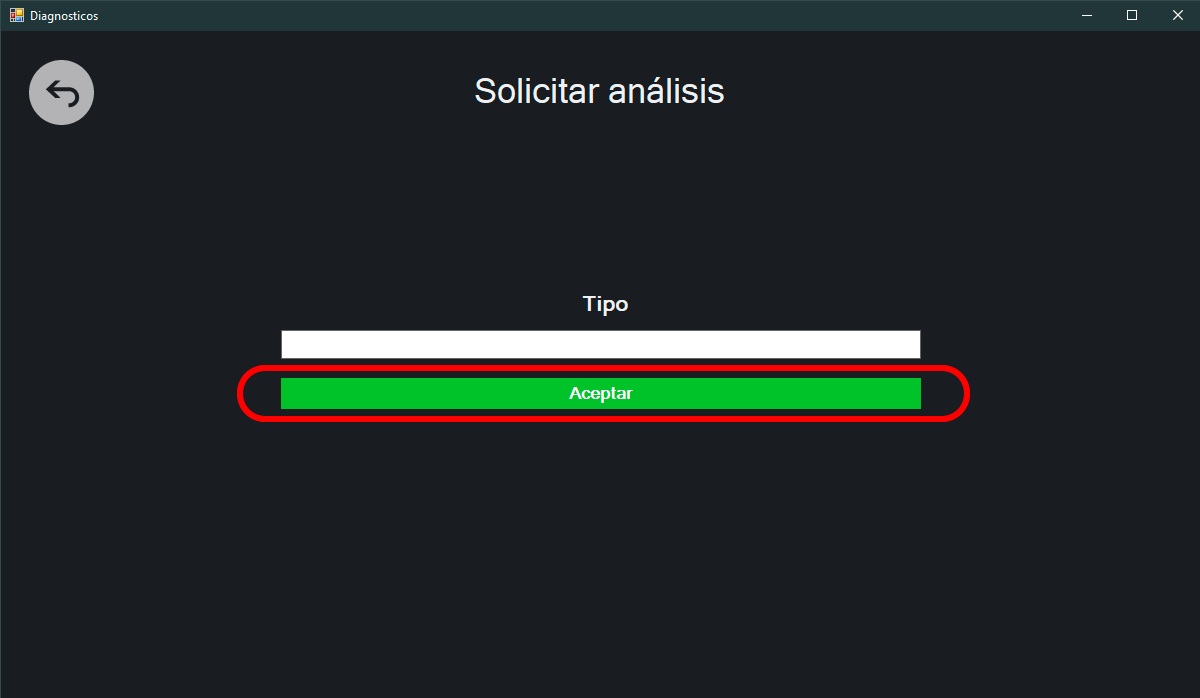 Diagnosticos
Solicitar análisis
Tipo
Aceptar